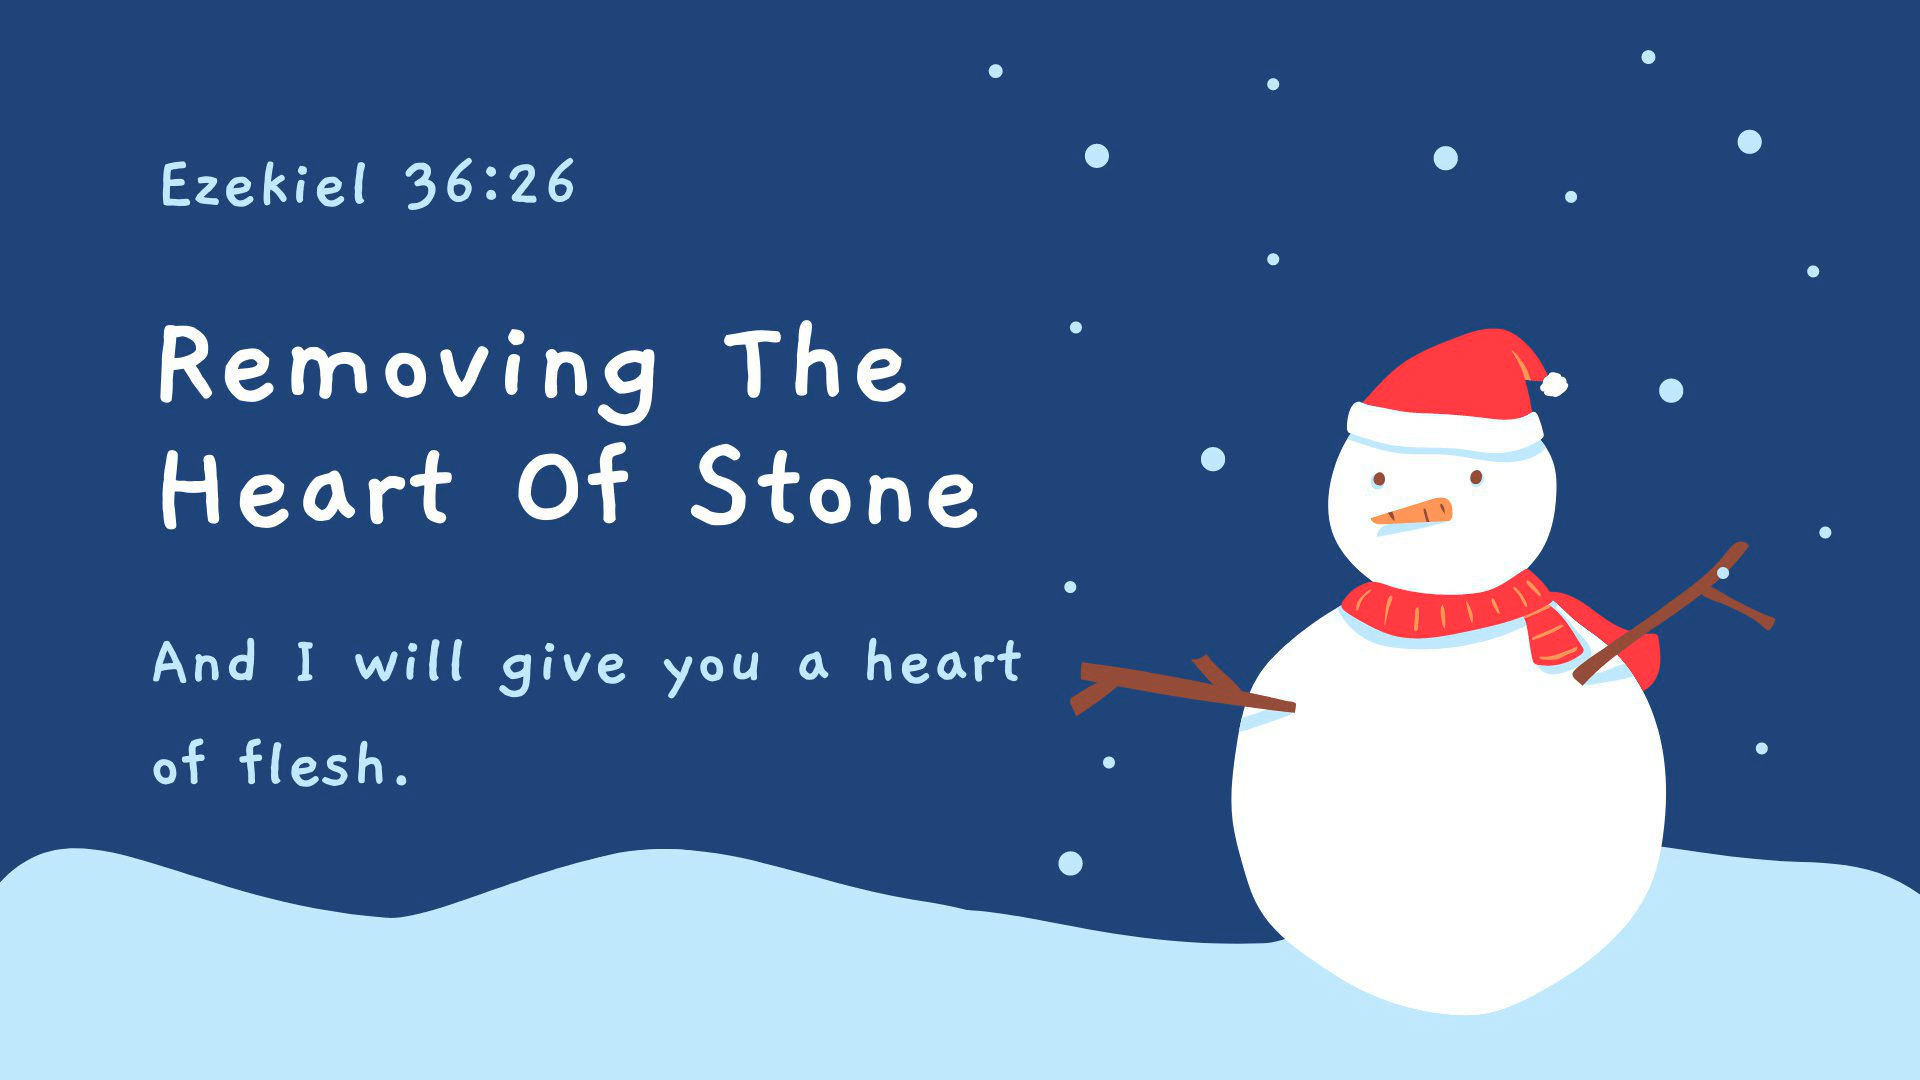 Ezekiel 36:26
Removing The
Heart Of Stone
And I will give you a heart
of flesh.